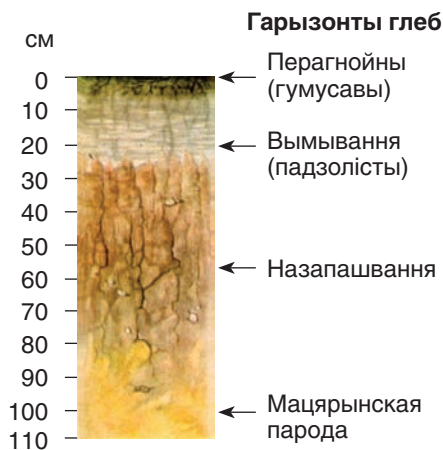 Гарызонты глеб
см
0
10
20
30
40
50
60
70
80
90
100
110
Перагнойны
(гумусавы)
Вымывання
(падзолісты)
Назапашвання
Мацярынская
парода